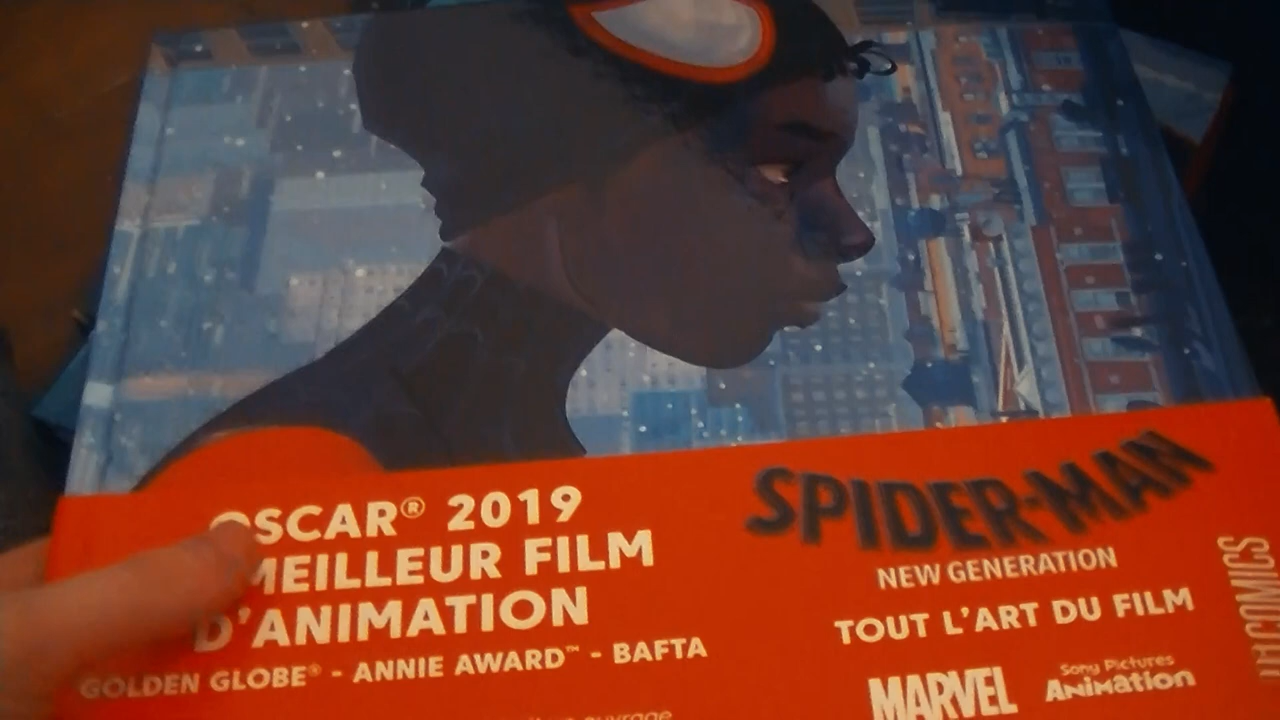 OSCAR® 2019
MEILLEUR FILM
D'ANIMATION
GOLDEN GLOBE® - ANNIE AWARD™ - BAFTA
ouvrage
SPIDER-MAN
NEW GENERATION
TOUT L'ART DU FILM
MARVEL
Sony Pictures
Animation
COMICS